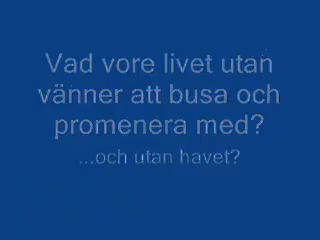 Vad vore livet utan
vänner att busa och
promenera med?
...och utan havet?